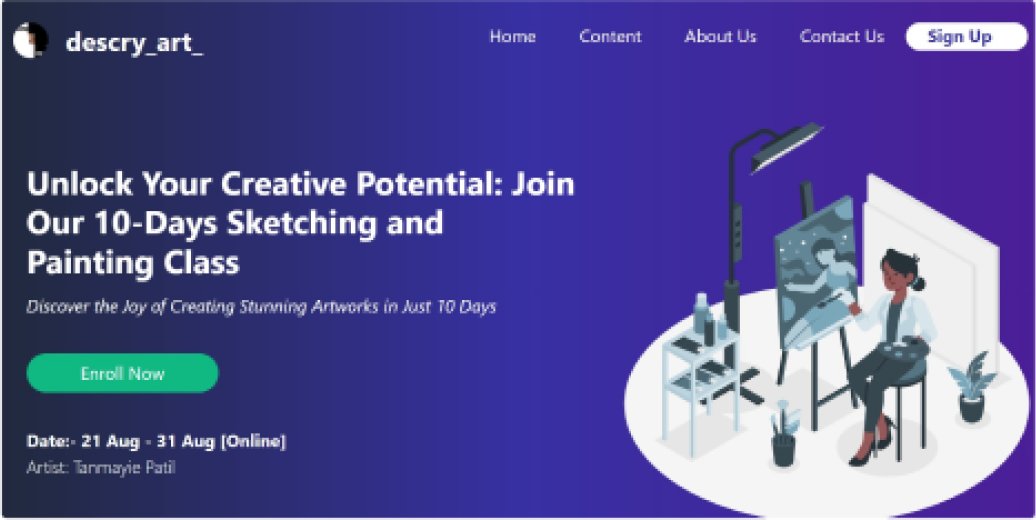 descry_art_
Home Content About Us Contact Us Sign Up
Unlock Your Creative Potential: Join
Our 10-Days Sketching and
Painting Class
Discover the Joy of Creating Stunning Artworks in Just 10 Days
Enroll Now
Date:- 21 Aug - 31 Aug [Online]
Artist: Tanmayie Patil